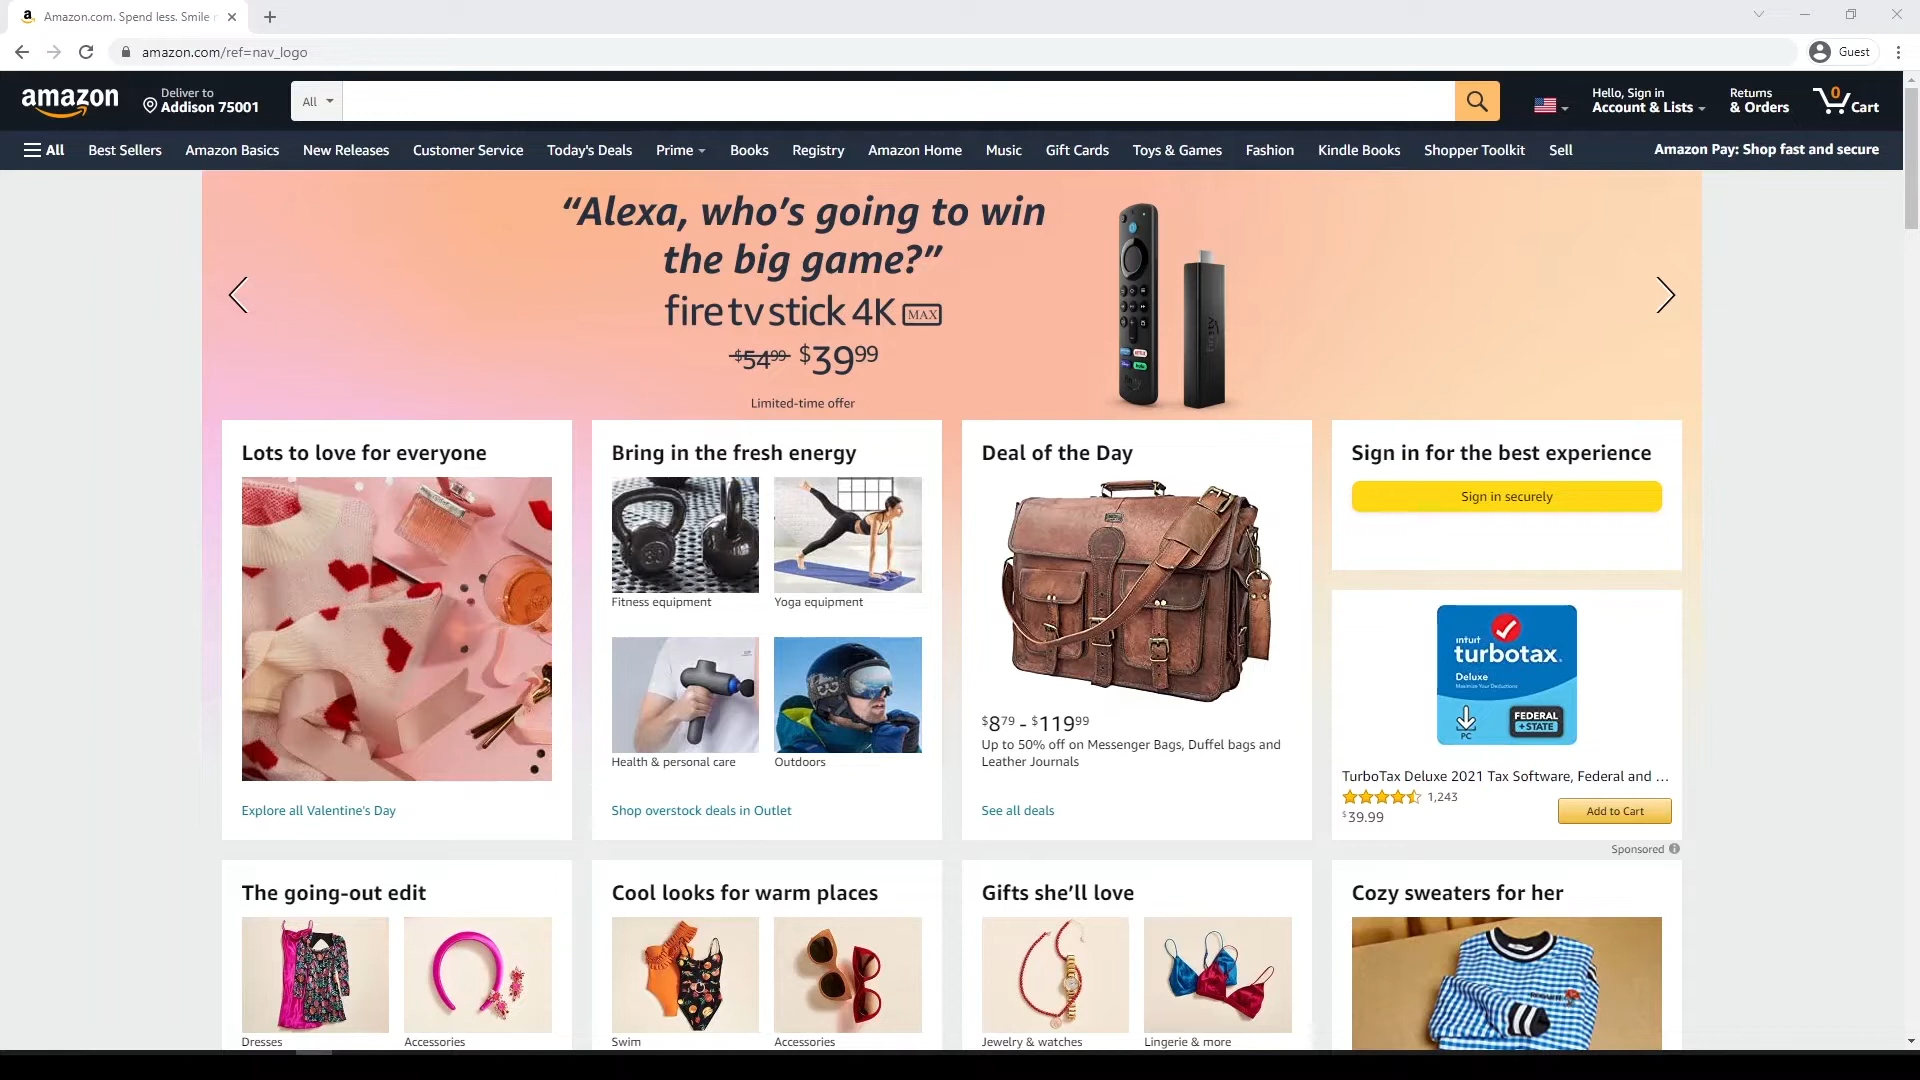 Amazon.com. Spend less. Smile
amazon.com/ref=nav_logo
Guest
amazon
Deliver to
Addison 75001
All
Hello, Sign in
Account & Lists
Returns
& Orders
0
Cart
All
Best Sellers
Amazon Basics
New Releases
Customer Service
Today's Deals
Prime
Books
Registry
Amazon Home
Music
Gift Cards
Toys & Games
Fashion
Kindle Books
Shopper Toolkit
Sell
Amazon Pay: Shop fast and secure
“Alexa, who’s going to win
the big game?”
fire tv stick 4K MAX
$54.99 $39.99
Limited-time offer
Lots to love for everyone
Explore all Valentine's Day
Bring in the fresh energy
Fitness equipment
Yoga equipment
Health & personal care
Outdoors
Shop overstock deals in Outlet
Deal of the Day
$8.79 - $119.99
Up to 50% off on Messenger Bags, Duffel bags and
Leather Journals
See all deals
Sign in for the best experience
Sign in securely
intuit
turbotax.
Deluxe
Maximize Your Deductions
PC
FEDERAL
+STATE
TurboTax Deluxe 2021 Tax Software, Federal and …
1,243
$39.99
Add to Cart
Sponsored
The going-out edit
Dresses
Accessories
Cool looks for warm places
Swim
Accessories
Gifts she’ll love
Jewelry & watches
Lingerie & more
Cozy sweaters for her